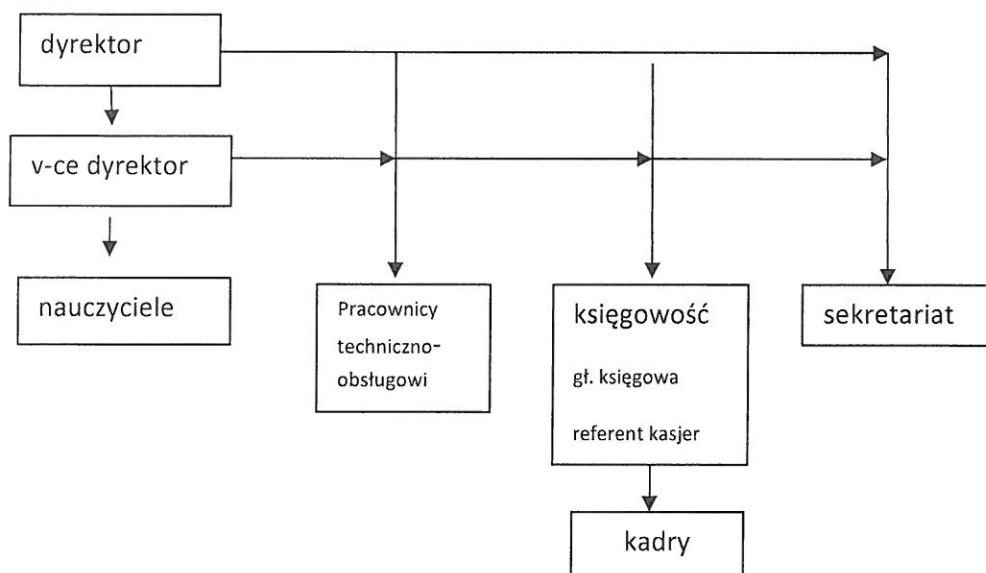 dyrektor
v-ce dyrektor
nauczyciele
Pracownicy
techniczno-
obsługowi
księgowość
gł. księgowa
referent kasjer
sekretariat
kadry